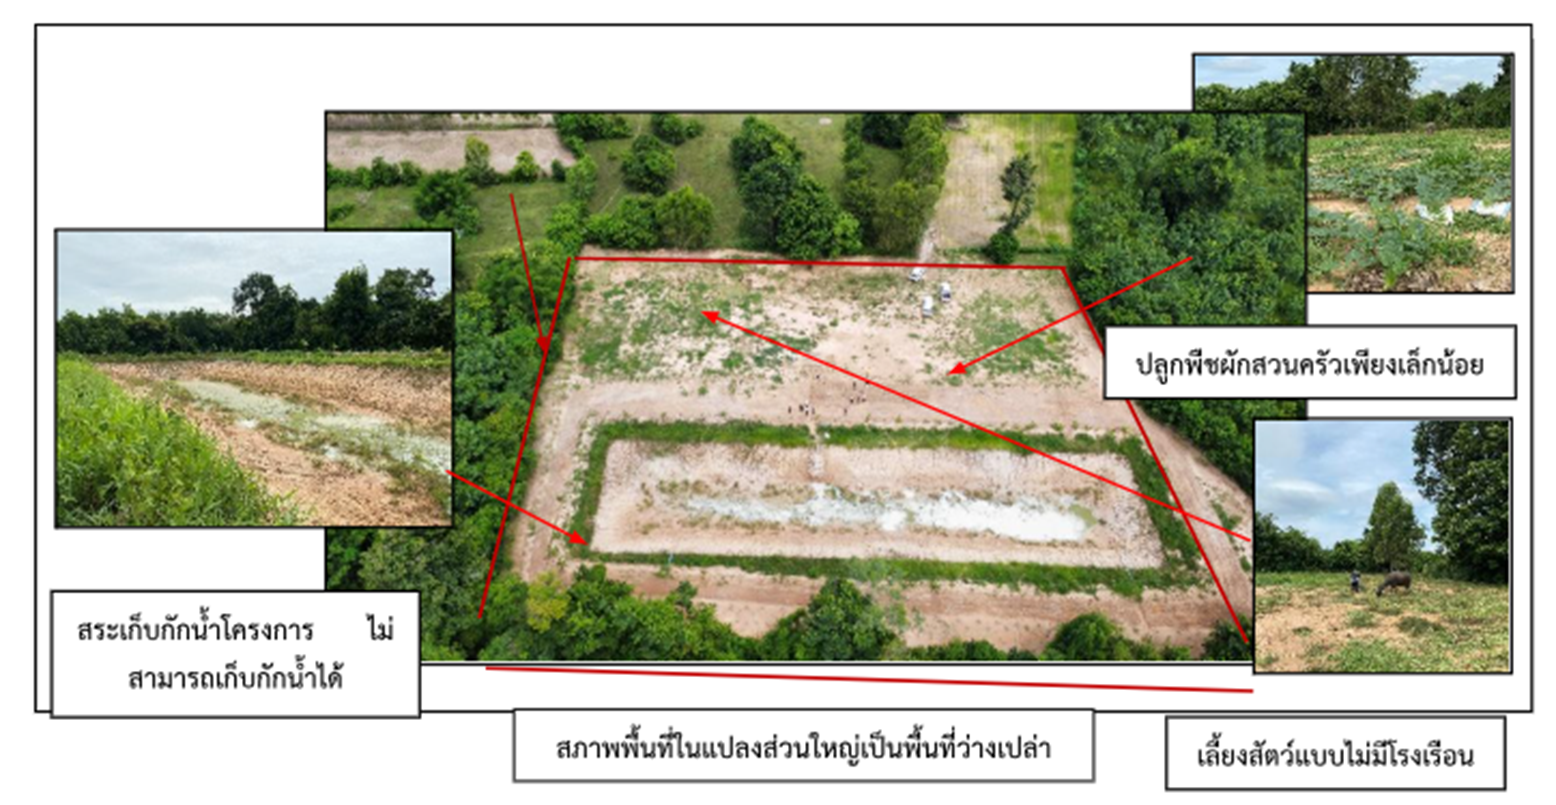 ปลูกพืชผักสวนครัวเพียงเล็กน้อย
สระเก็บกักน้ำโครงการ ไม่
สามารถเก็บกักน้ำได้
สภาพพื้นที่ในแปลงส่วนใหญ่เป็นพื้นที่ว่างเปล่า
เลี้ยงสัตว์แบบไม่มีโรงเรือน